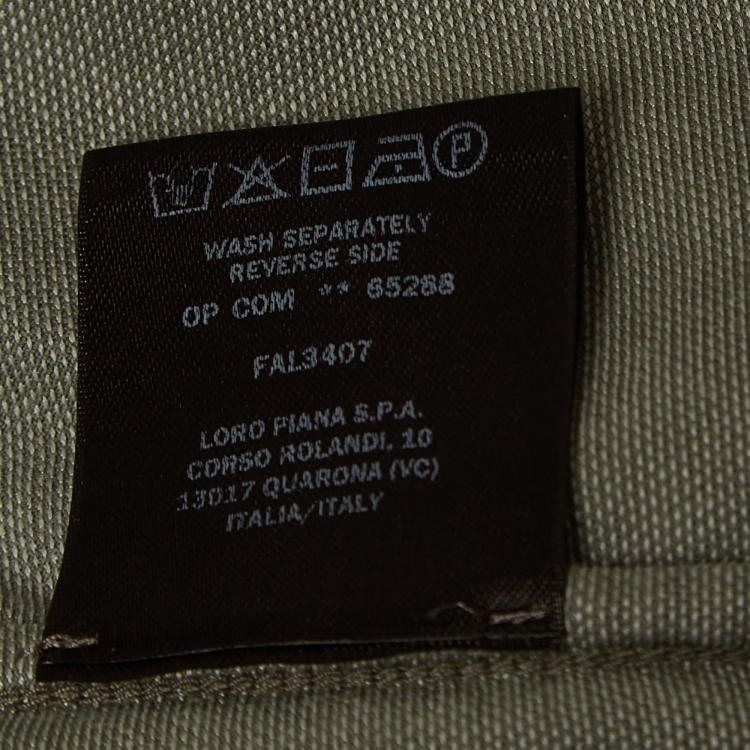 P
WASH SEPARATELY
REVERSE SIDE
OP COM ** 65288
FAL3407
LORO PIANA S.P.A.
CORSO ROLANDI, 10
13017 QUARONA (VC)
ITALIA/ITALY